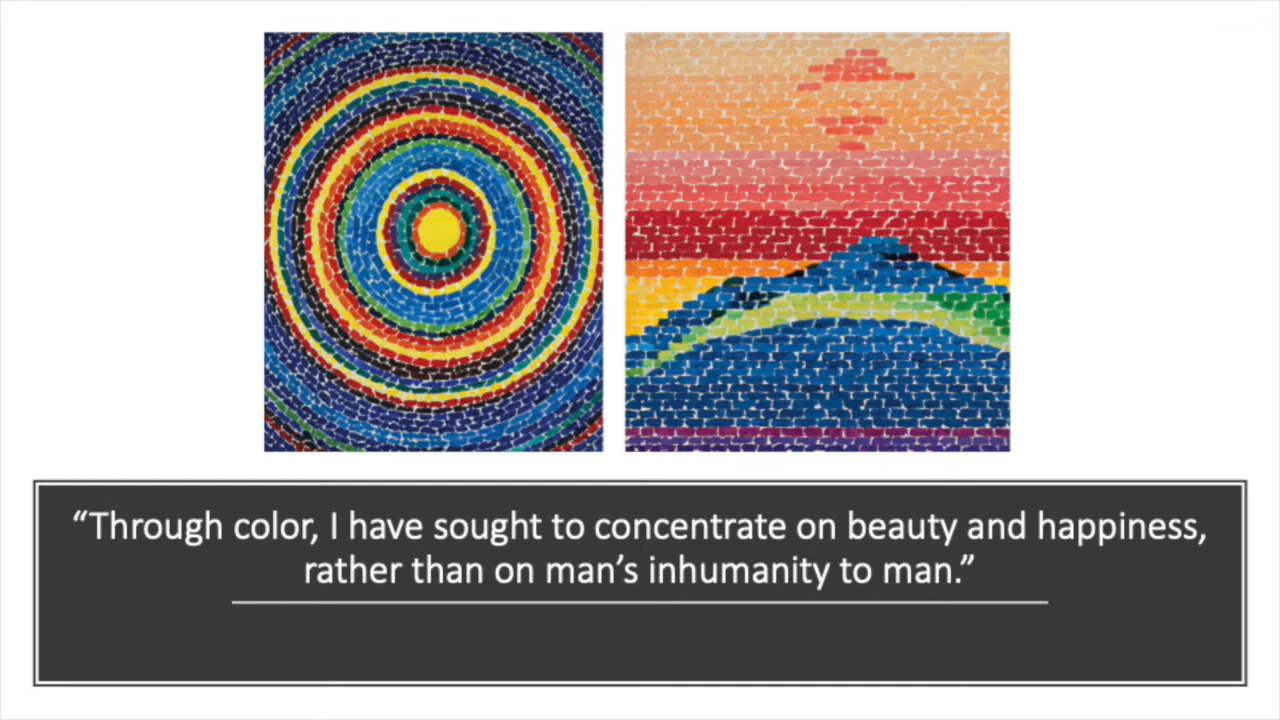 “Through color, I have sought to concentrate on beauty and happiness,
rather than on man’s inhumanity to man.”